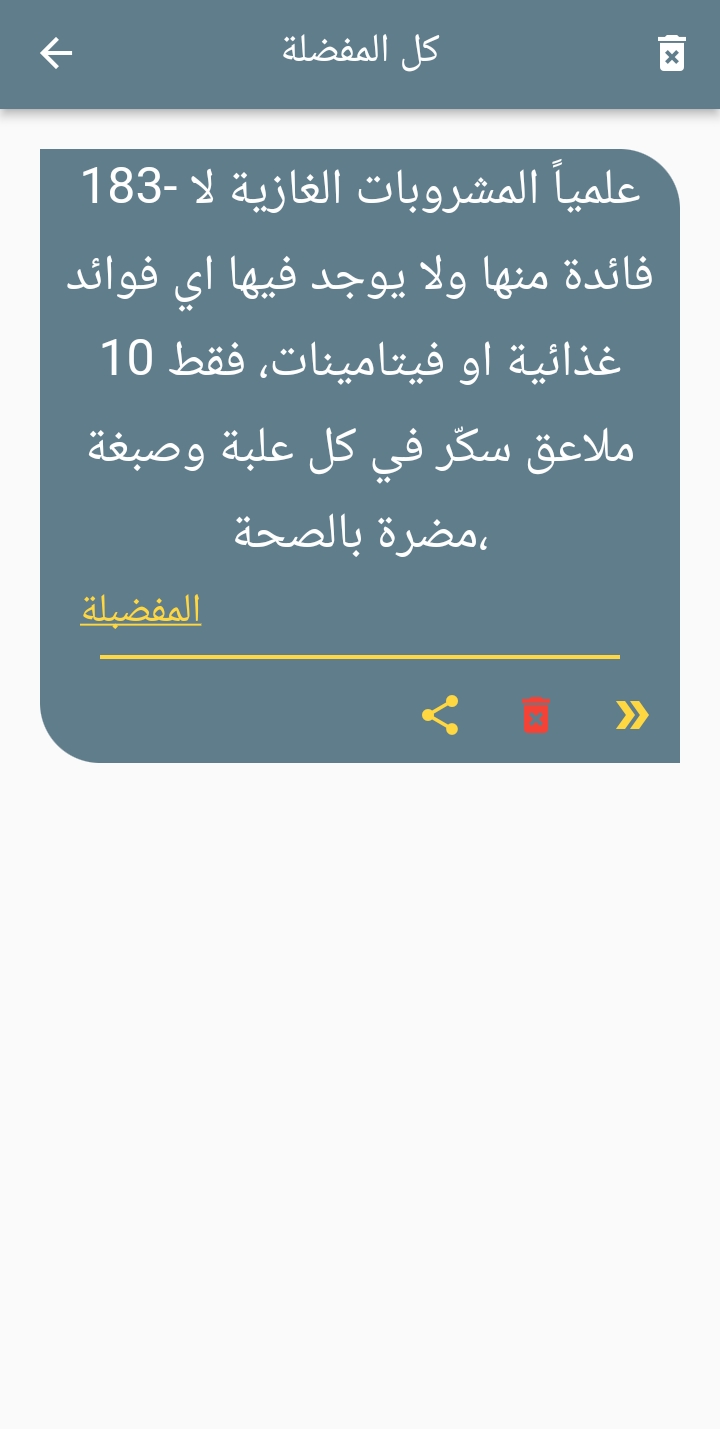 كل المفضلة
علمياً المشروبات الغازية لا -183
فائدة منها ولا يوجد فيها اي فوائد
غذائية او فيتامينات، فقط 10
ملاعق سكّر في كل علبة وصبغة
مضرة بالصحة،
المفضبلة